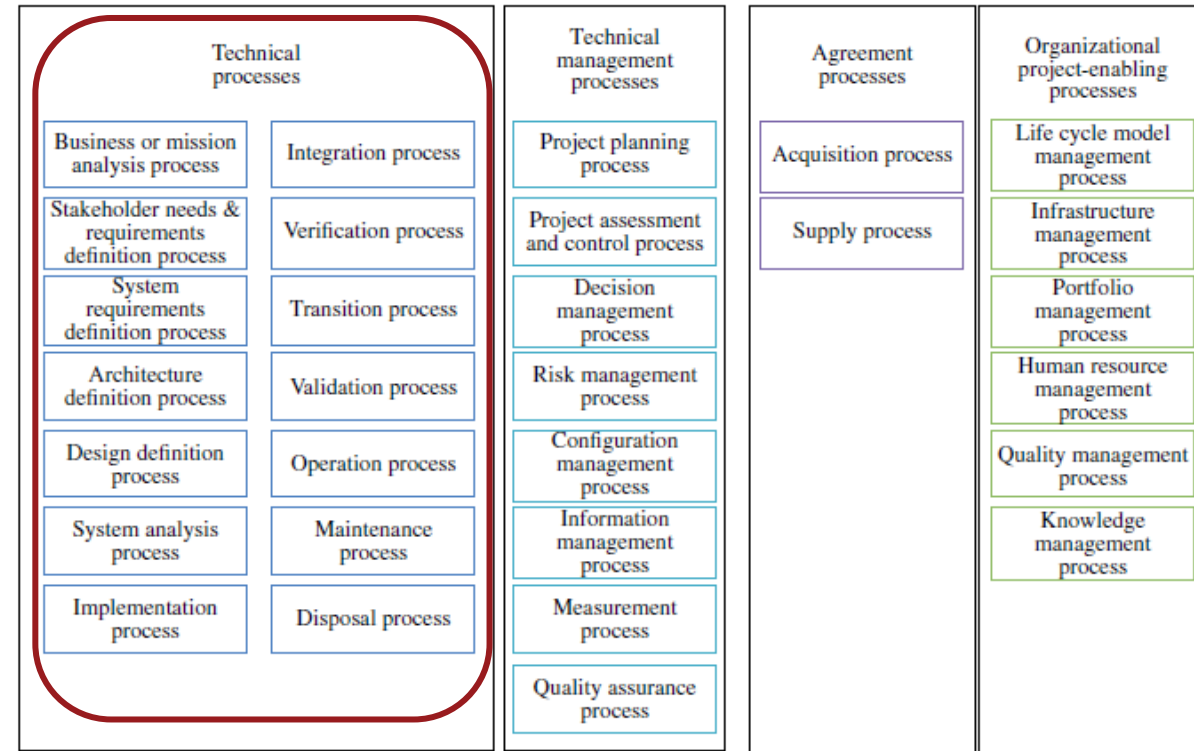 Technical
processes
Business or mission
analysis process
Stakeholder needs &
requirements
definition process
System
requirements
definition process
Architecture
definition process
Design definition
process
System analysis
process
Implementation
process
Integration process
Verification process
Transition process
Validation process
Operation process
Maintenance
process
Disposal process
Technical
management
processes
Project planning
process
Project assessment
and control process
Decision
management
process
Risk management
process
Configuration
management
process
Information
management
process
Measurement
process
Quality assurance
process
Agreement
processes
Acquisition process
Supply process
Organizational
project-enabling
processes
Life cycle model
management
process
Infrastructure
management
process
Portfolio
management
process
Human resource
management
process
Quality management
process
Knowledge
management
process